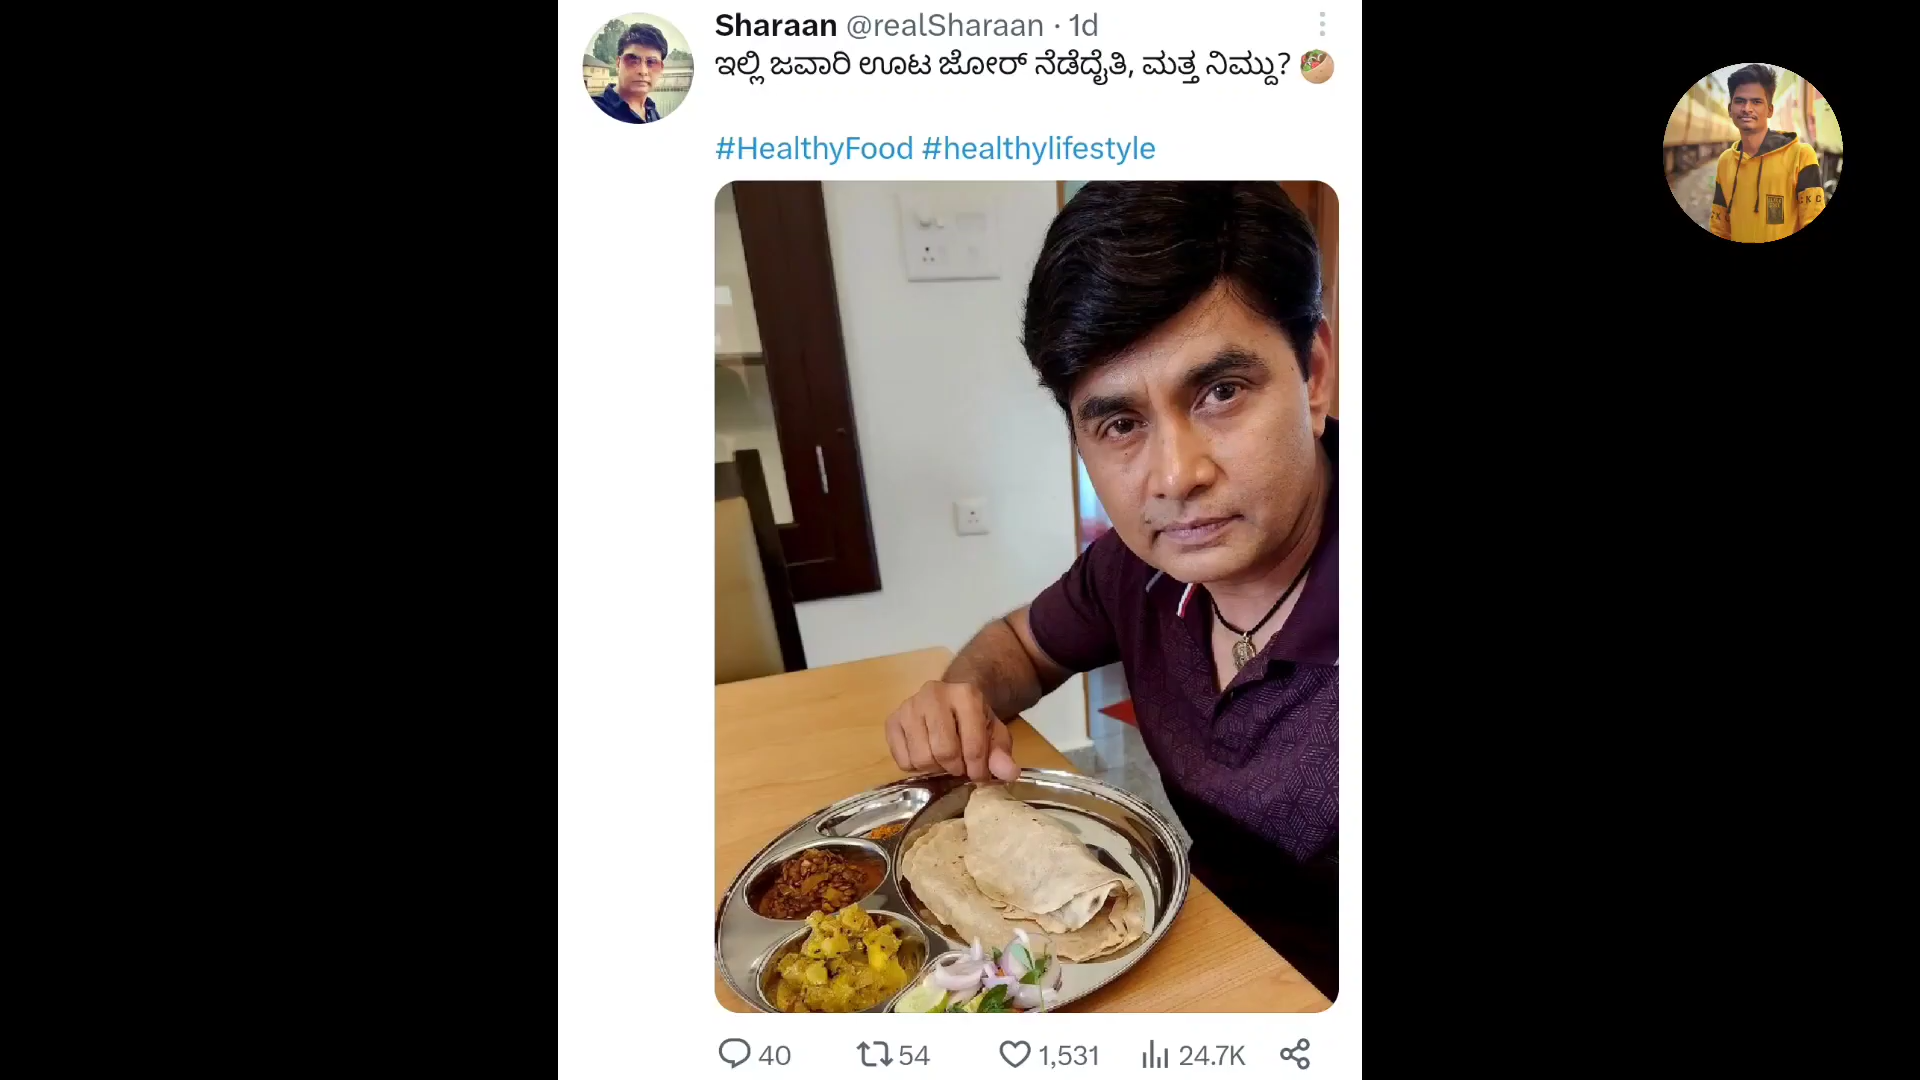 Sharaan @realSharaan · 1d
ಇಲ್ಲಿ ಜವಾರಿ ಊಟ ಜೋರ್ ನೆಡೆದೈತಿ, ಮತ್ತ ನಿಮ್ದು? 🥙
#HealthyFood #healthylifestyle
40 54 1,531 24.7K